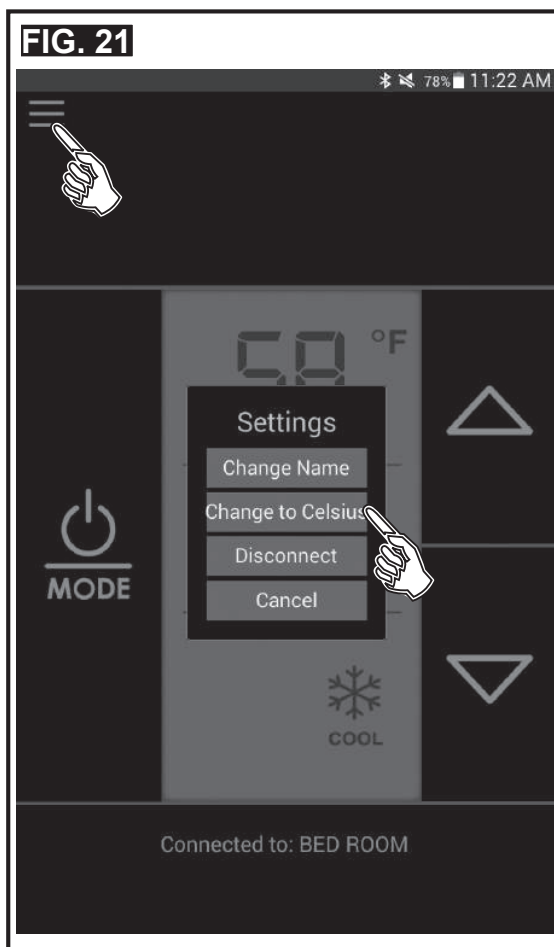 FIG. 21
78% 11:22 AM
°F
Settings
Change Name
Change to Celsius
Disconnect
Cancel
MODE
COOL
Connected to: BED ROOM